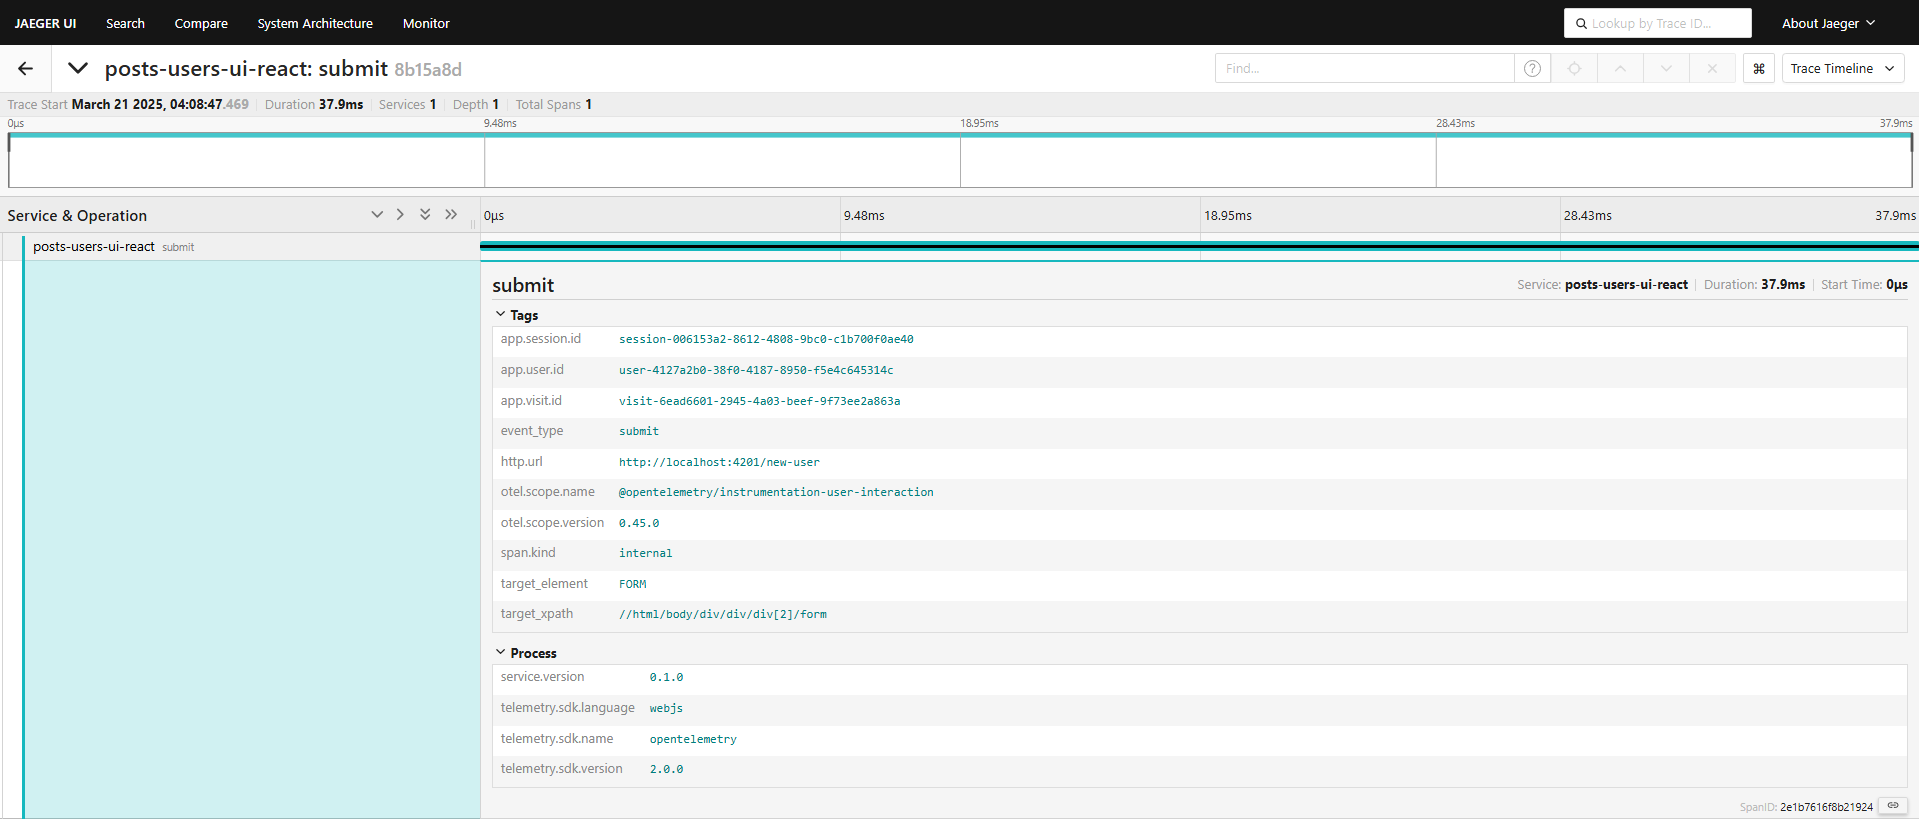 JAEGER UI Search Compare System Architecture Monitor Lookup by Trace ID... About Jaeger
posts-users-ui-react: submit 8b15a8d Find... ? ⌘ Trace Timeline
Trace Start March 21 2025, 04:08:47.469 Duration 37.9ms Services 1 Depth 1 Total Spans 1
0μs 9.48ms 18.95ms 28.43ms 37.9ms
Service & Operation 0μs 9.48ms 18.95ms 28.43ms 37.9ms
posts-users-ui-react submit
submit Service: posts-users-ui-react Duration: 37.9ms Start Time: 0μs
Tags
app.session.id session-006153a2-8612-4808-9bc0-c1b700f0ae40
app.user.id user-4127a2b0-38f0-4187-8950-f5e4c645314c
app.visit.id visit-6ead6601-2945-4a03-beef-9f73ee2a863a
event_type submit
http.url http://localhost:4201/new-user
otel.scope.name @opentelemetry/instrumentation-user-interaction
otel.scope.version 0.45.0
span.kind internal
target_element FORM
target_xpath //html/body/div/div/div[2]/form
Process
service.version 0.1.0
telemetry.sdk.language webjs
telemetry.sdk.name opentelemetry
telemetry.sdk.version 2.0.0
SpanID: 2e1b7616f8b21924